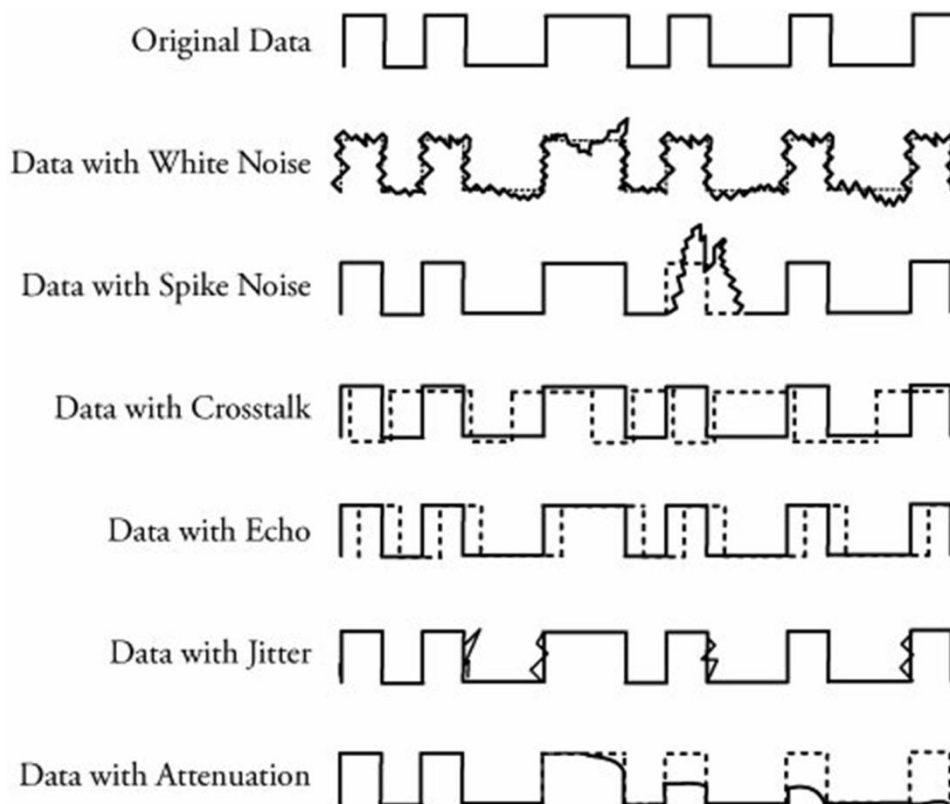 Original Data
Data with White Noise
Data with Spike Noise
Data with Crosstalk
Data with Echo
Data with Jitter
Data with Attenuation